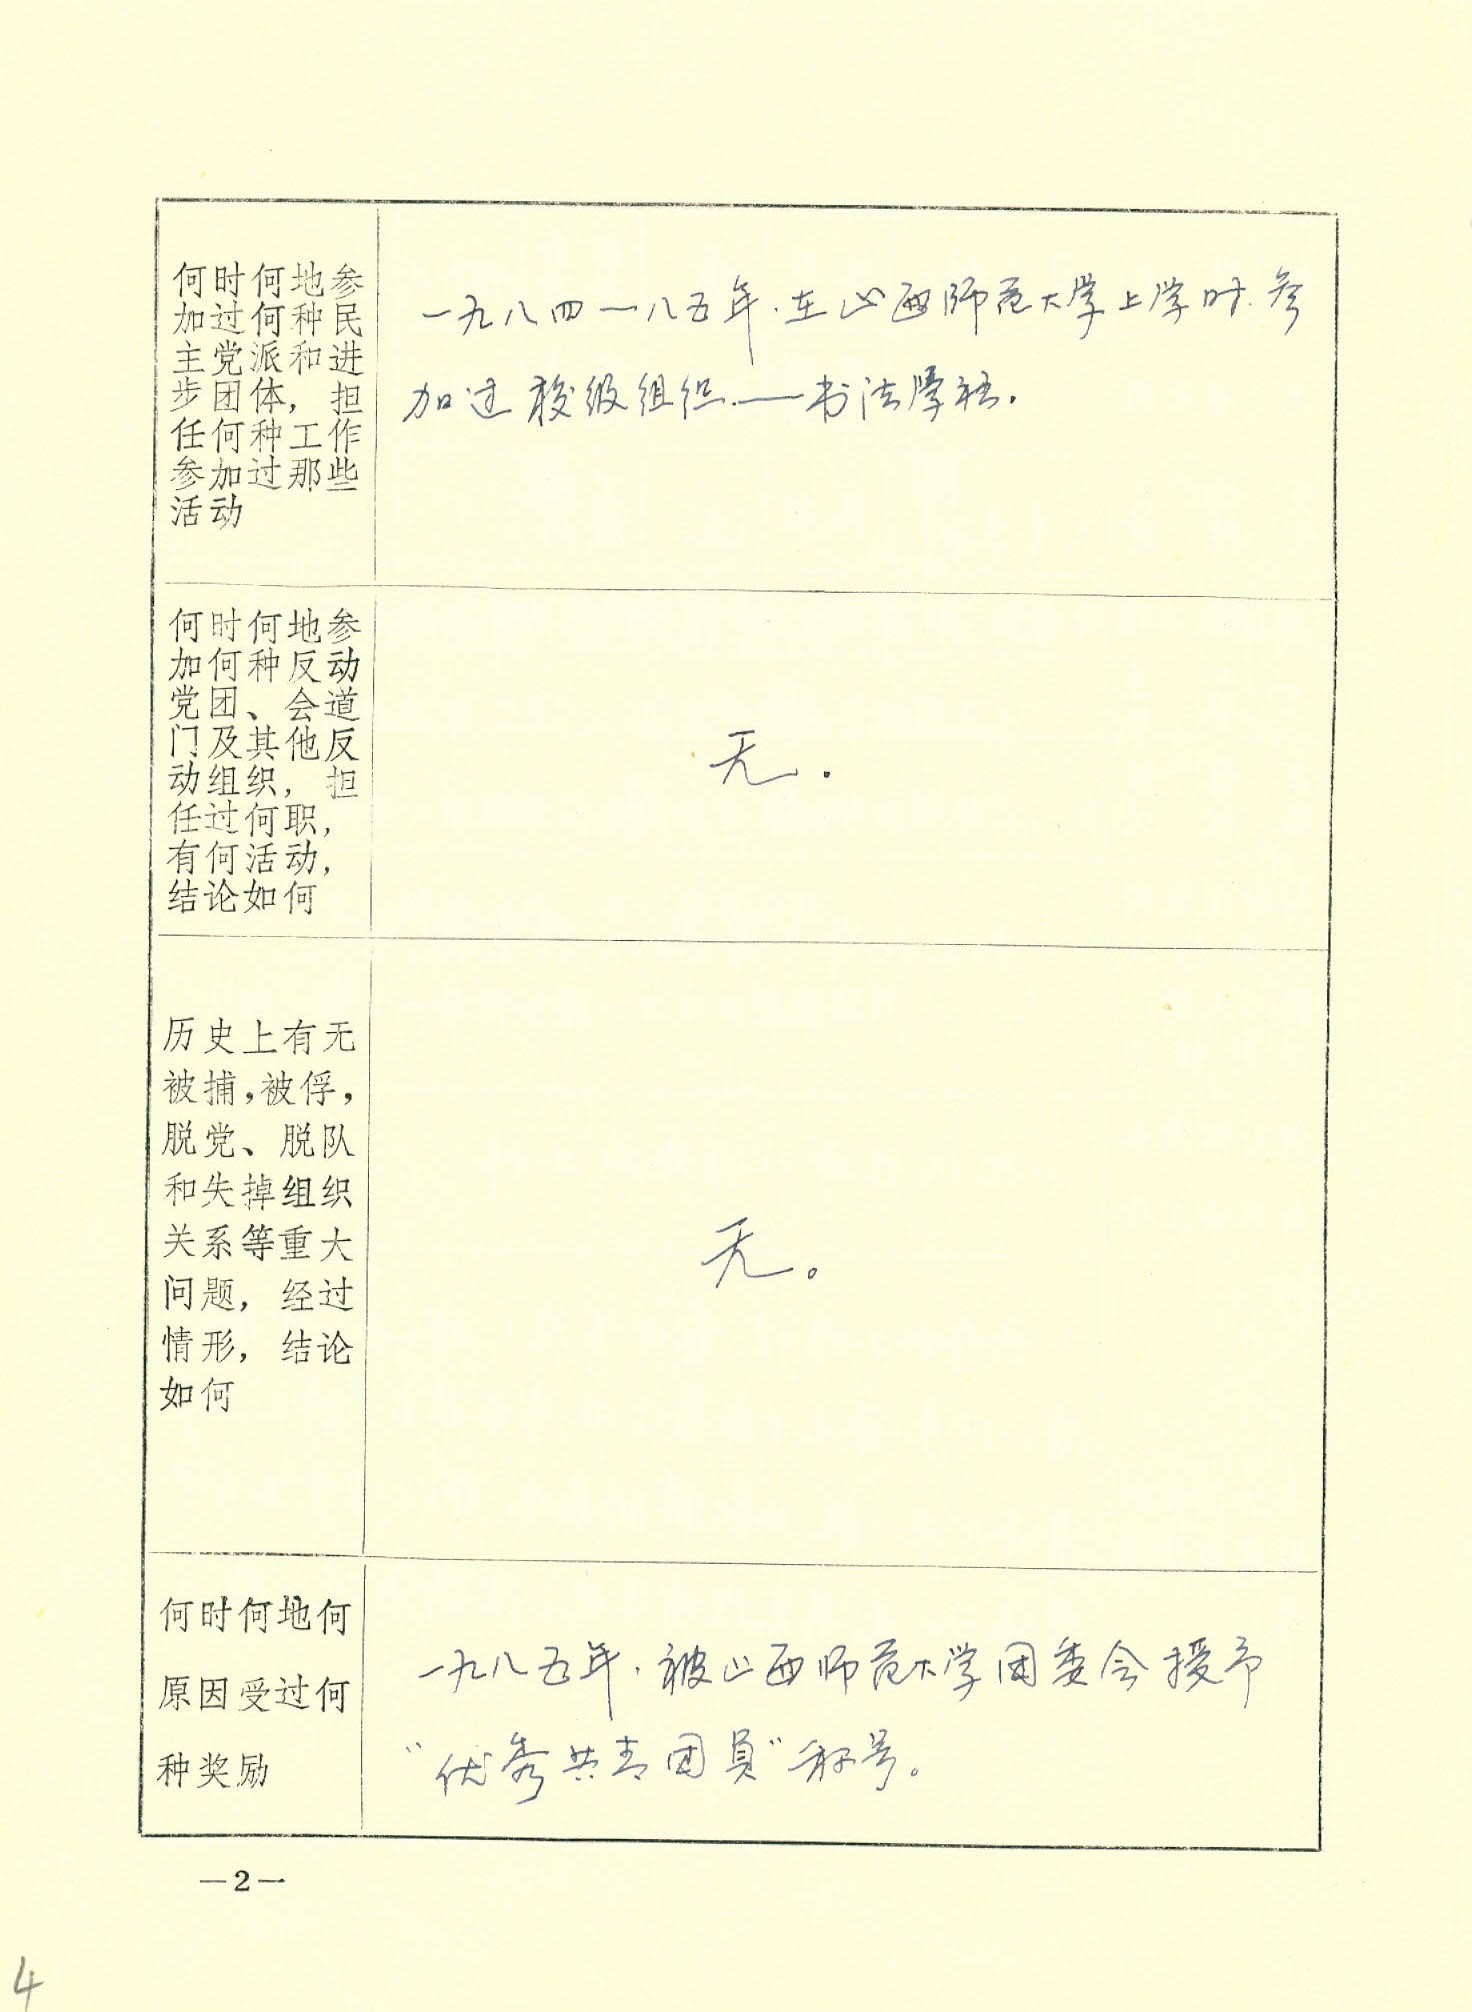 何时何地参
加过何种民
主党派和进
步团体，担
任何种工作
参加过那些
活动
一九八四一八五年.在山西师范大学上学时.参
加过校级组织.——书法学社.
何时何地参
加何种反动
党团、会道
门及其他反
动组织，担
任过何职，
有何活动，
结论如何
无.
历史上有无
被捕，被俘，
脱党、脱队
和失掉组织
关系等重大
问题，经过
情形，结论
如何
无。
何时何地何
原因受过何
种奖励
一九八五年.被山西师范大学团委会授予
“优秀共青团员”称号。
—2—
4